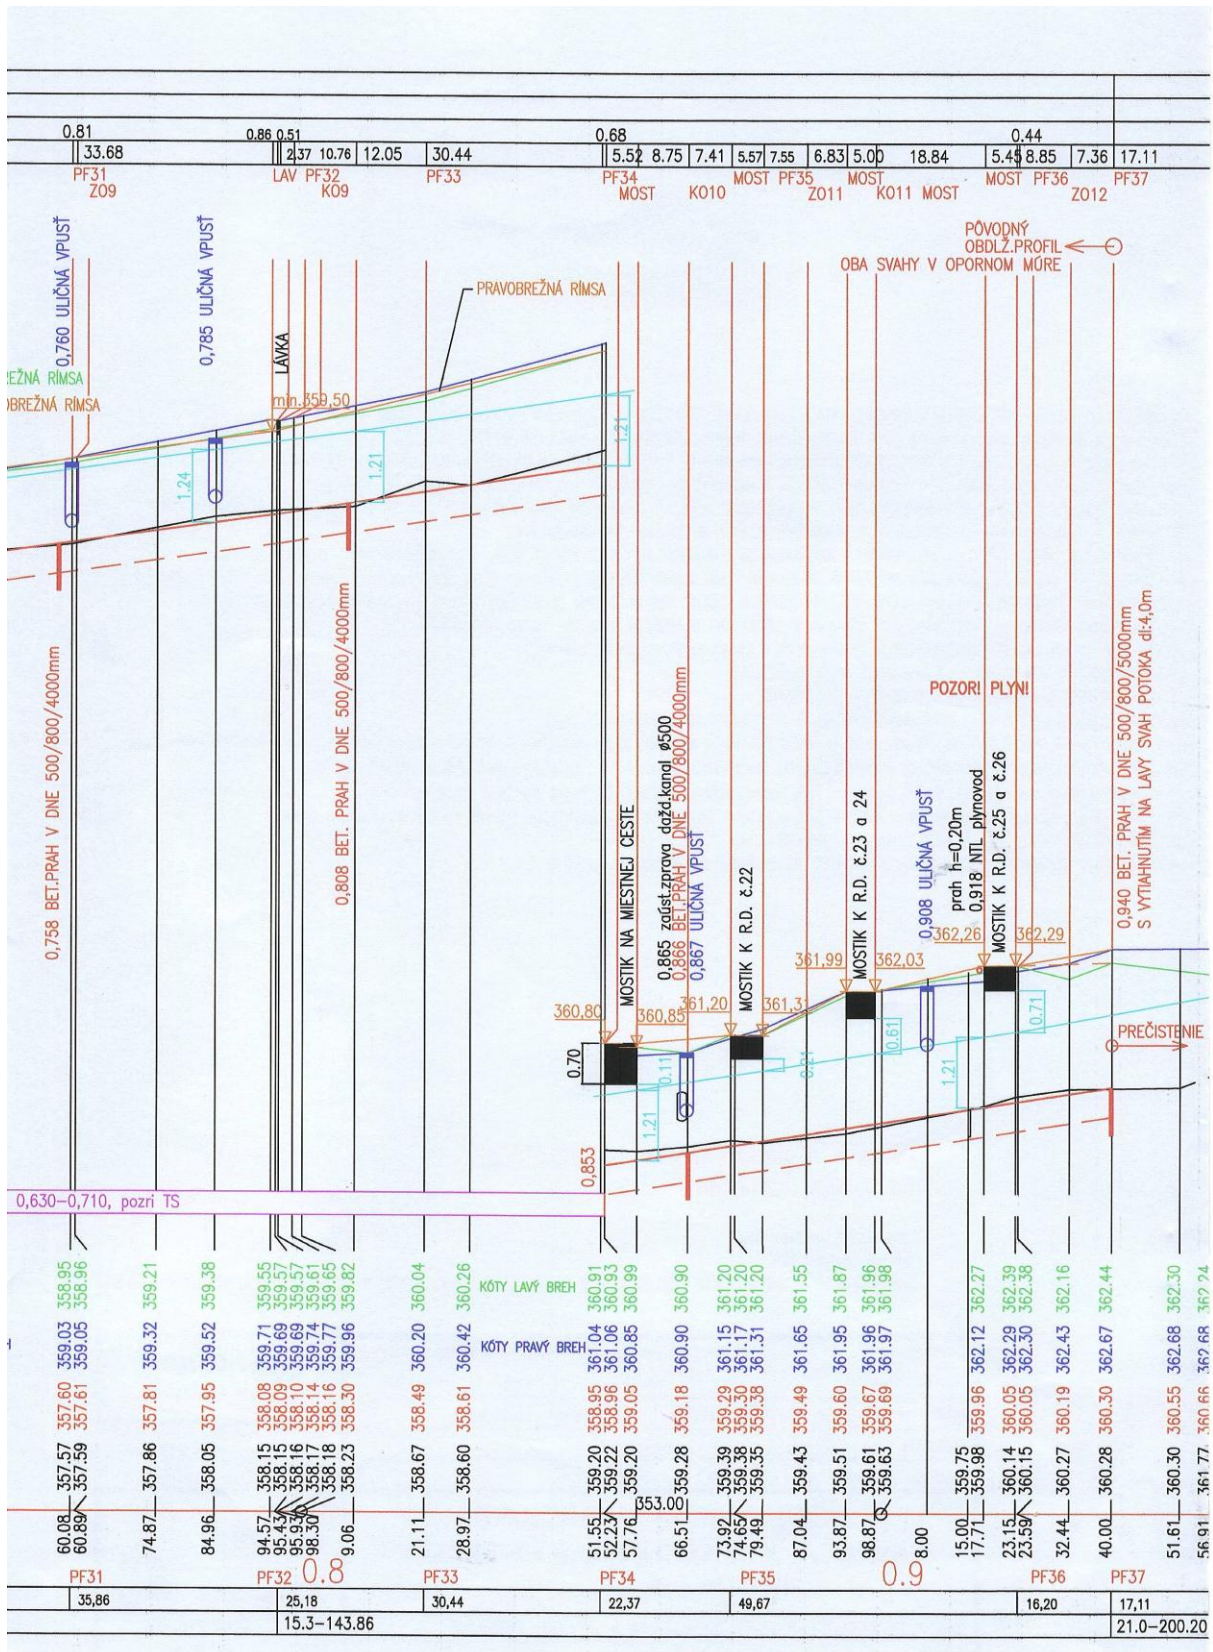 0.81 0.86 0.51 0.68 0.44
33.68 2.37 10.76 12.05 30.44 5.52 8.75 7.41 5.57 7.55 6.83 5.00 18.84 5.45 8.85 7.36 17.11
PF31 LAV PF32 PF33 PF34 MOST PF35 MOST MOST PF36 PF37
Z09 K09 MOST K010 Z011 K011 MOST Z012
PÔVODNÝ
OBDLŽ.PROFIL
OBA SVAHY V OPORNOM MÚRE
0,760 ULIČNÁ VPUSŤ
0,785 ULIČNÁ VPUSŤ
LÁVKA
PRAVOBREŽNÁ RÍMSA
EŽNÁ RÍMSA
OBREŽNÁ RÍMSA
min.359,50
1.24
1.21
1.21
0,758 BET.PRAH V DNE 500/800/4000mm
0,808 BET. PRAH V DNE 500/800/4000mm
POZOR! PLYN!
MOSTIK NA MIESTNEJ CESTE
0,865 zaúst.zprava dažd.kanal ø500
0,866 BET.PRAH V DNE 500/800/4000mm
0,867 ULIČNÁ VPUSŤ
MOSTIK K R.D. č.22
MOSTIK K R.D. č.23 a 24
0,908 ULIČNÁ VPUSŤ
prah h=0,20m
0,918 NTL plynovod
MOSTIK K R.D. č.25 a č.26
0,940 BET. PRAH V DNE 500/800/5000mm
S VYTIAHNUTÍM NA LAVY SVAH POTOKA dl:4,0m
360,80
360,85
361,20
361,31
361,99
362,03
362,26
362,29
0.70
0.11
1.21
0.21
0.61
1.21
0.71
PREČISTENIE
0,853
0,630-0,710, pozri TS
358.95 358.96 359.21 359.38 359.55 359.57 359.57 359.61 359.65 359.82 360.04 360.26 KÓTY LAVÝ BREH 360.91 360.93 360.99 360.90 361.20 361.20 361.20 361.55 361.87 361.96 361.98 362.27 362.39 362.38 362.16 362.44 362.30 362.24
359.03 359.05 359.32 359.52 359.71 359.69 359.69 359.74 359.77 359.96 360.20 360.42 KÓTY PRAVÝ BREH 361.04 361.06 360.85 360.90 361.15 361.17 361.31 361.65 361.95 361.96 361.97 362.12 362.29 362.30 362.43 362.67 362.68 362.68
357.60 357.61 357.81 357.95 358.08 358.09 358.10 358.14 358.16 358.30 358.49 358.61 358.95 358.96 359.05 359.18 359.29 359.30 359.38 359.49 359.60 359.67 359.69 359.96 360.05 360.05 360.19 360.30 360.55 360.66
357.57 357.59 357.86 358.05 358.15 358.15 358.16 358.17 358.18 358.23 358.67 358.60 359.20 359.22 359.20 359.28 359.39 359.38 359.35 359.43 359.51 359.61 359.63 359.75 359.98 360.14 360.15 360.27 360.28 360.30 361.77
353.00
60.08 60.89 74.87 84.96 94.57 95.43 95.93 98.30 9.06 21.11 28.97 51.55 52.23 57.76 66.51 73.92 74.65 79.49 87.04 93.87 98.87 8.00 15.00 17.71 23.15 23.59 32.44 40.00 51.61 56.91
PF31 PF32 0.8 PF33 PF34 PF35 0.9 PF36 PF37
35,86 25,18 30,44 22,37 49,67 16,20 17,11
15.3-143.86 21.0-200.20